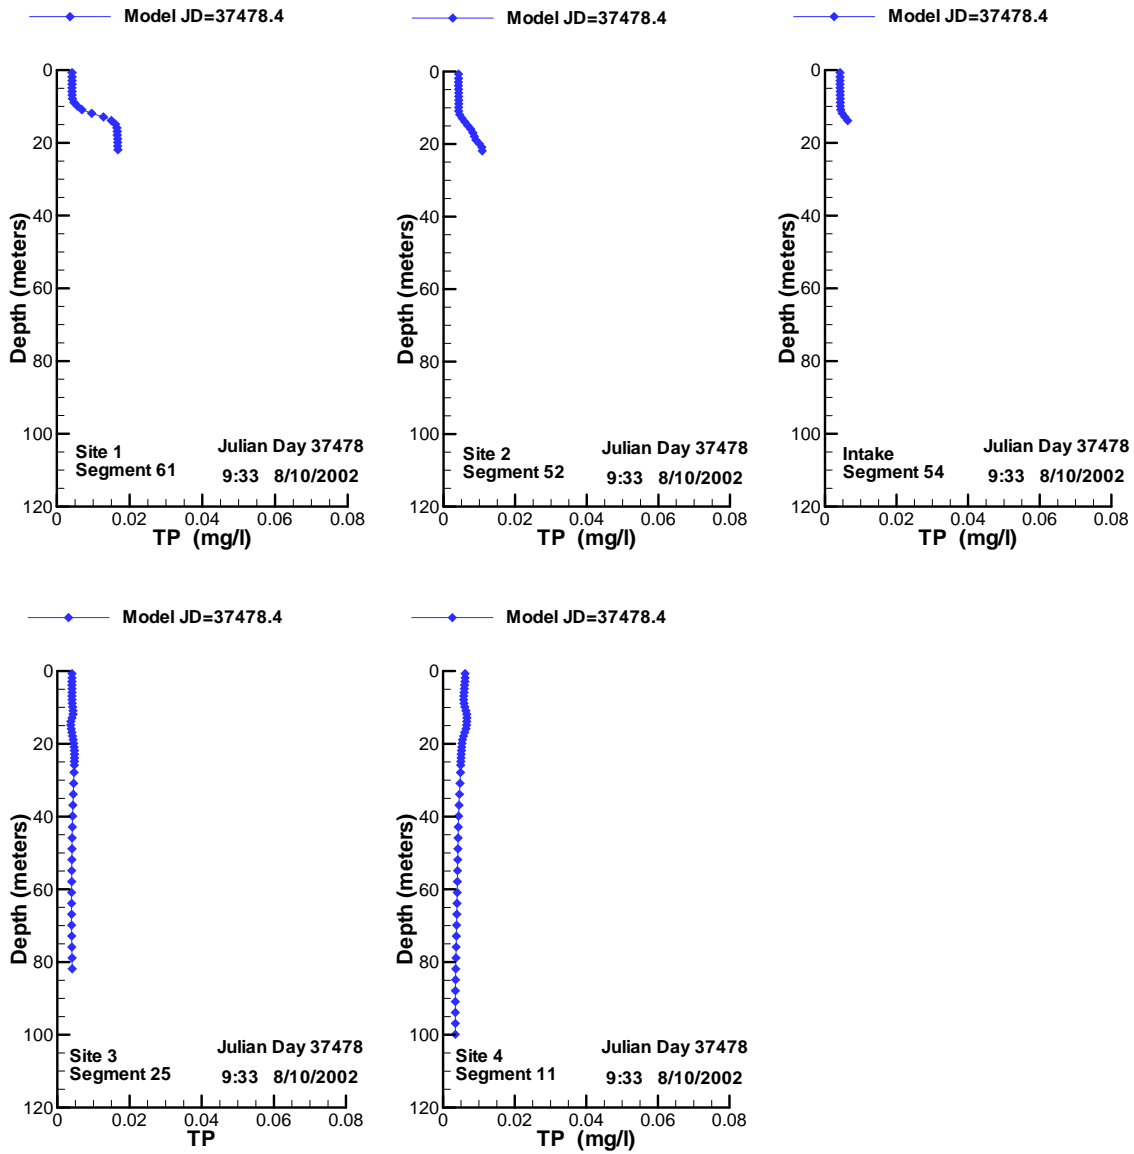 Model JD=37478.4
0
20
40
60
80
100
120
Depth (meters)
Site 1
Segment 61
Julian Day 37478
9:33 8/10/2002
0 0.02 0.04 0.06 0.08
TP (mg/l)
Model JD=37478.4
0
20
40
60
80
100
120
Depth (meters)
Site 2
Segment 52
Julian Day 37478
9:33 8/10/2002
0 0.02 0.04 0.06 0.08
TP (mg/l)
Model JD=37478.4
0
20
40
60
80
100
120
Depth (meters)
Intake
Segment 54
Julian Day 37478
9:33 8/10/2002
0 0.02 0.04 0.06 0.08
TP (mg/l)
Model JD=37478.4
0
20
40
60
80
100
120
Depth (meters)
Site 3
Segment 25
Julian Day 37478
9:33 8/10/2002
0 0.02 0.04 0.06 0.08
TP
Model JD=37478.4
0
20
40
60
80
100
120
Depth (meters)
Site 4
Segment 11
Julian Day 37478
9:33 8/10/2002
0 0.02 0.04 0.06 0.08
TP (mg/l)